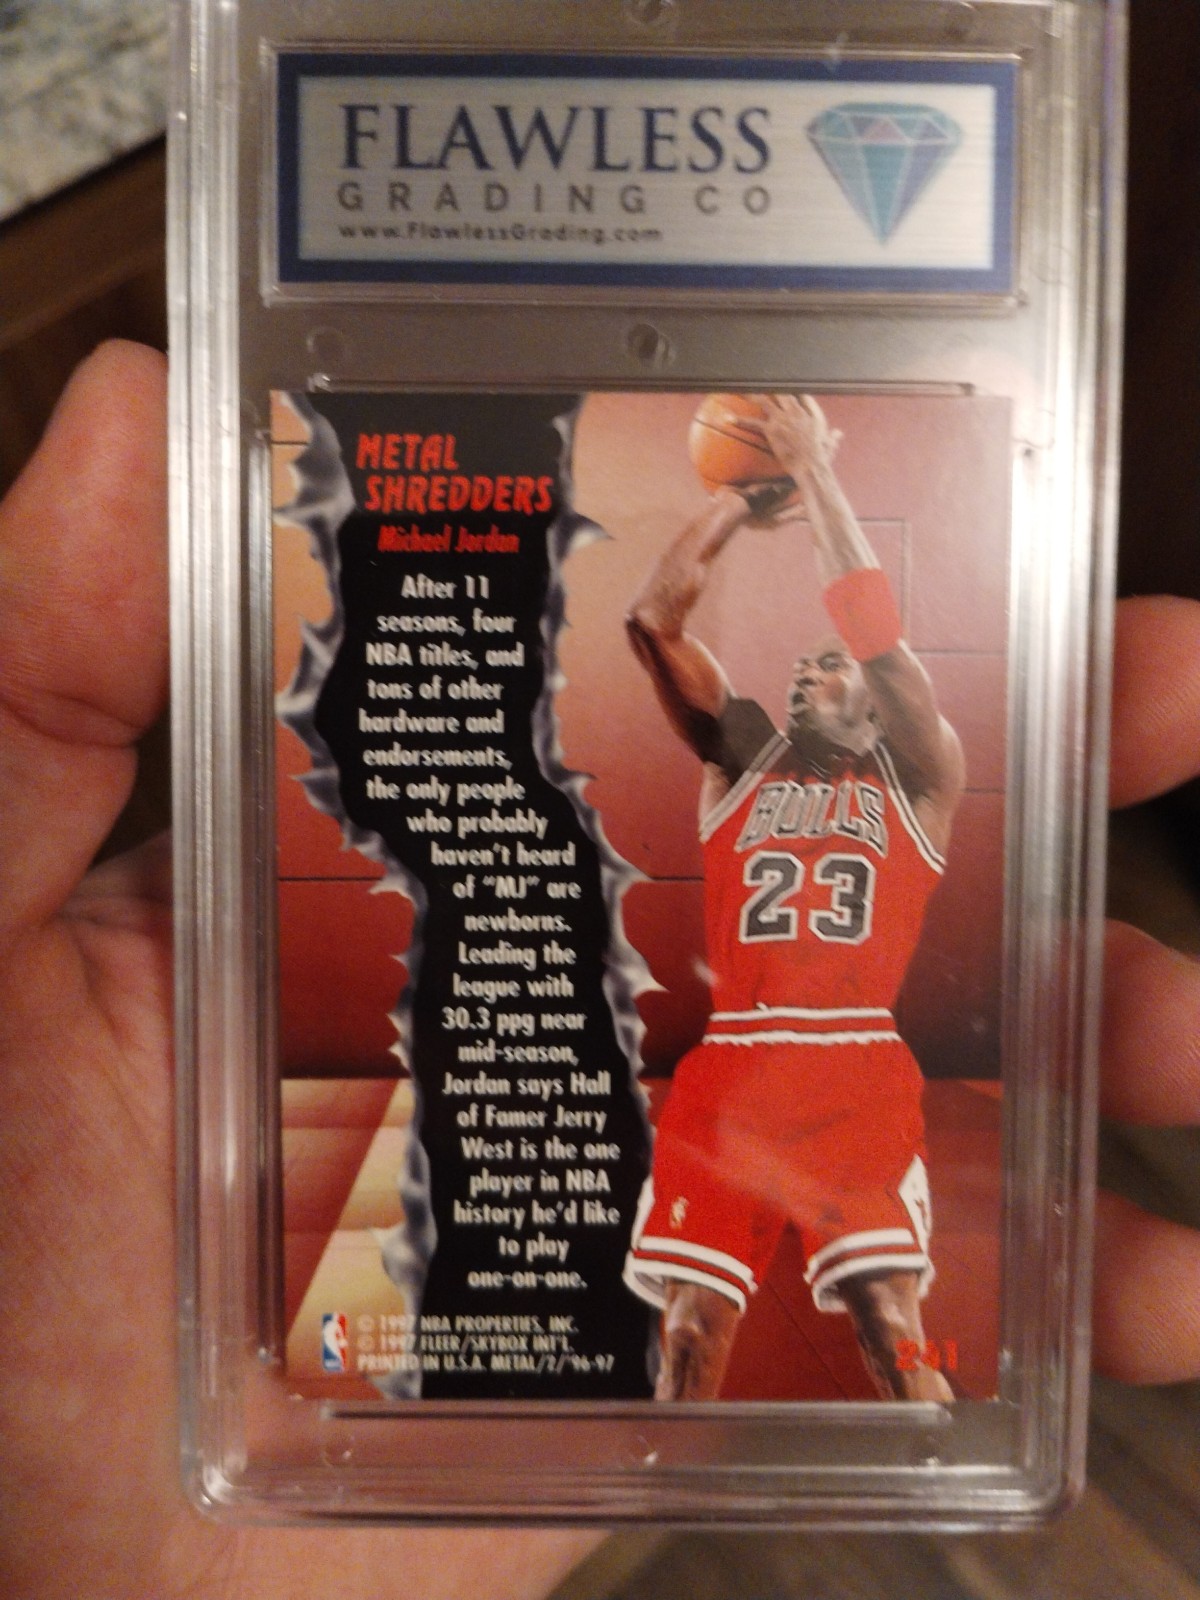 FLAWLESS
GRADING CO
www.FlawlessGrading.com
METAL
SHREDDERS
Michael Jordan
After 11
seasons, four
NBA titles, and
tons of other
hardware and
endorsements,
the only people
who probably
haven't heard
of "MJ" are
newborns.
Leading the
league with
30.3 ppg near
mid-season,
Jordan says Hall
of Famer Jerry
West is the one
player in NBA
history he'd like
to play
one-on-one.
© 1997 NBA PROPERTIES, INC.
© 1997 FLEER/SKYBOX INT'L.
PRINTED IN U.S.A. METAL/2/'96-97
BULLS
23
241